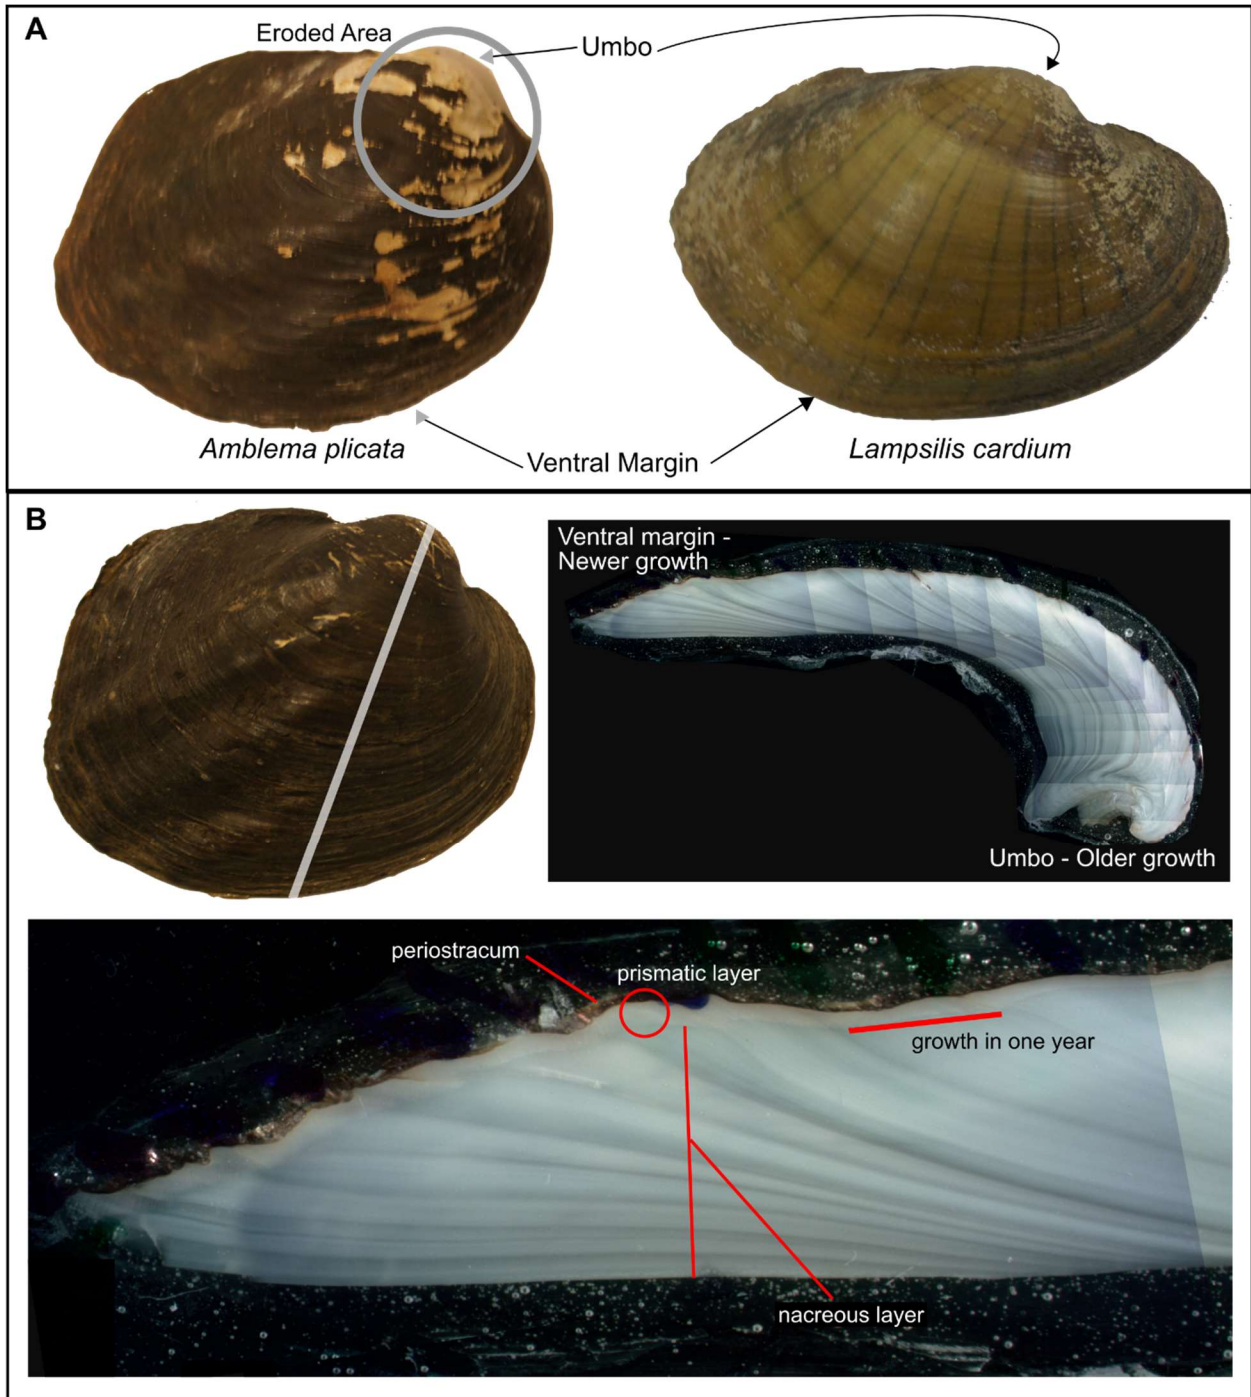 A
Eroded Area
Umbo
Amblema plicata
Ventral Margin
Lampsilis cardium
B
Ventral margin -
Newer growth
Umbo - Older growth
periostracum
prismatic layer
growth in one year
nacreous layer